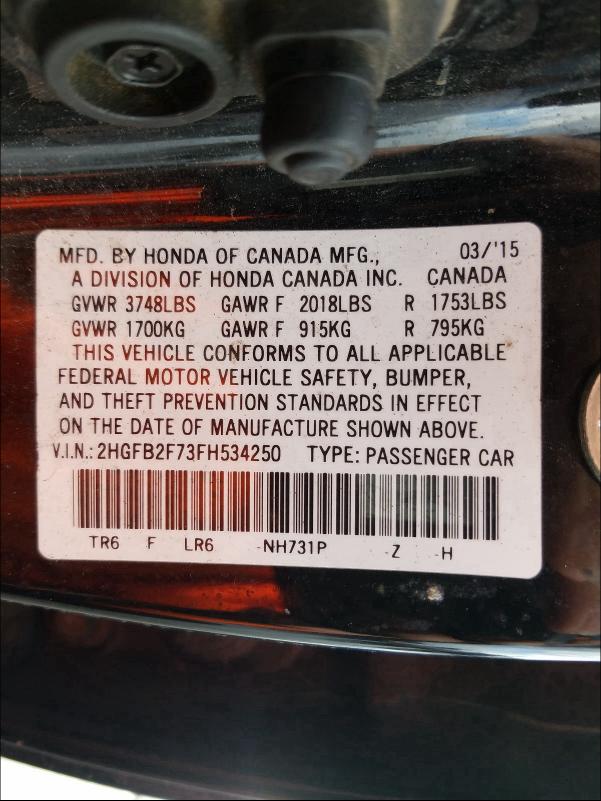 MFD. BY HONDA OF CANADA MFG., 03/'15
A DIVISION OF HONDA CANADA INC. CANADA
GVWR 3748LBS GAWR F 2018LBS R 1753LBS
GVWR 1700KG GAWR F 915KG R 795KG
THIS VEHICLE CONFORMS TO ALL APPLICABLE
FEDERAL MOTOR VEHICLE SAFETY, BUMPER,
AND THEFT PREVENTION STANDARDS IN EFFECT
ON THE DATE OF MANUFACTURE SHOWN ABOVE.
V.I.N.: 2HGFB2F73FH534250 TYPE: PASSENGER CAR
TR6 F LR6 -NH731P -Z -H